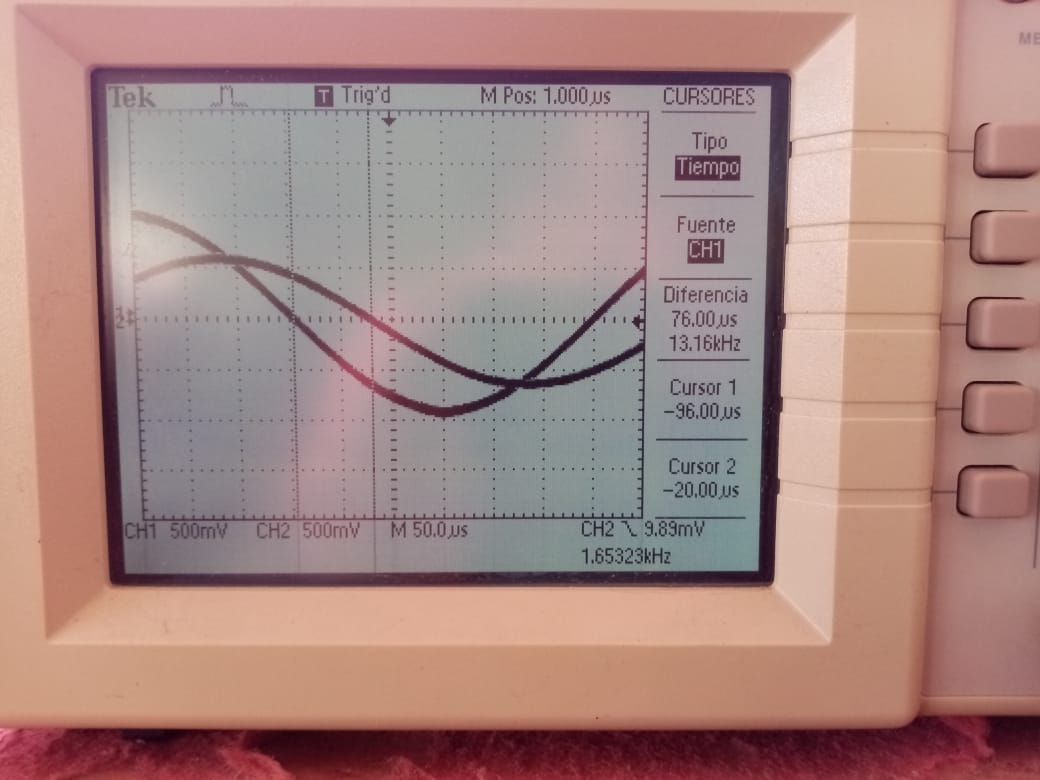 Tek T Trig'd M Pos: 1.000µs CURSORES
Tipo
Tiempo
Fuente
CH1
Diferencia
76.00µs
13.16kHz
Cursor 1
-96.00µs
Cursor 2
-20.00µs
2
CH1 500mV CH2 500mV M 50.0µs CH2 9.89mV
1.65323kHz